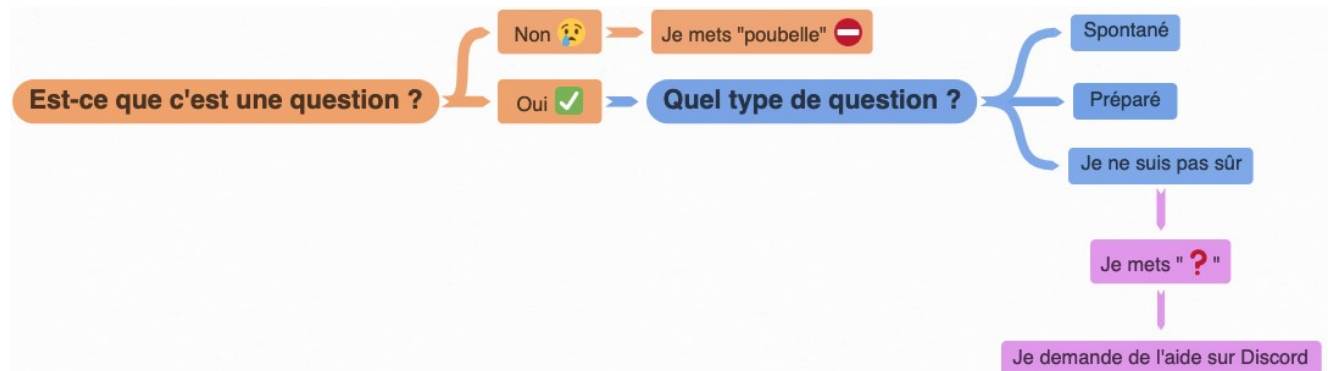 Est-ce que c'est une question ?
Non 😢
Je mets "poubelle" ⛔
Oui ✅
Quel type de question ?
Spontané
Préparé
Je ne suis pas sûr
Je mets "❓"
Je demande de l'aide sur Discord